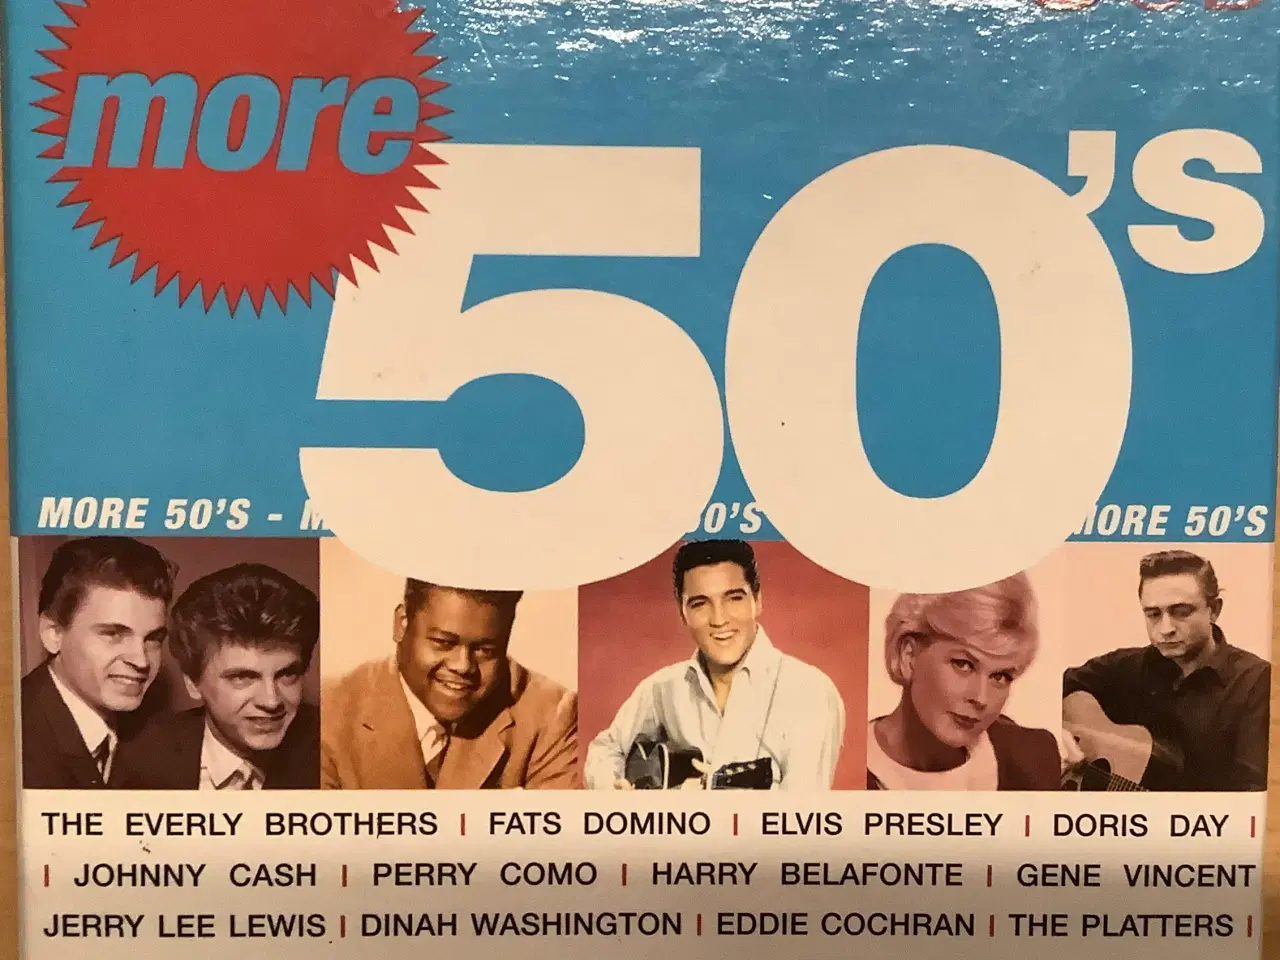 more
50's
MORE 50'S - M 50'S MORE 50'S
THE EVERLY BROTHERS | FATS DOMINO | ELVIS PRESLEY | DORIS DAY |
| JOHNNY CASH | PERRY COMO | HARRY BELAFONTE | GENE VINCENT
JERRY LEE LEWIS | DINAH WASHINGTON | EDDIE COCHRAN | THE PLATTERS |